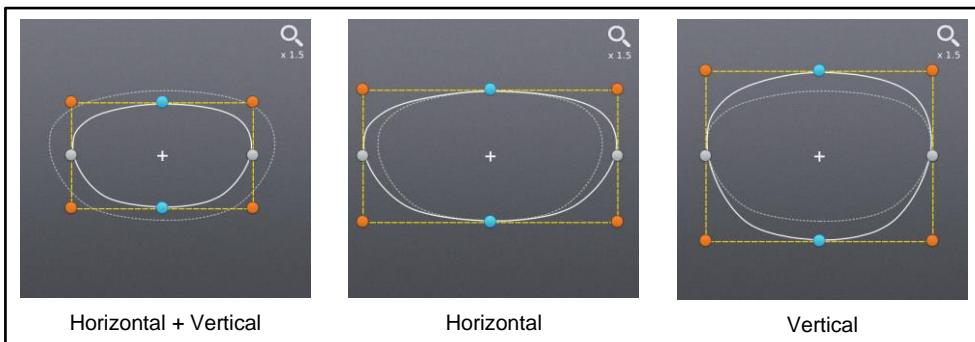 x 1.5
x 1.5
x 1.5
Horizontal + Vertical
Horizontal
Vertical